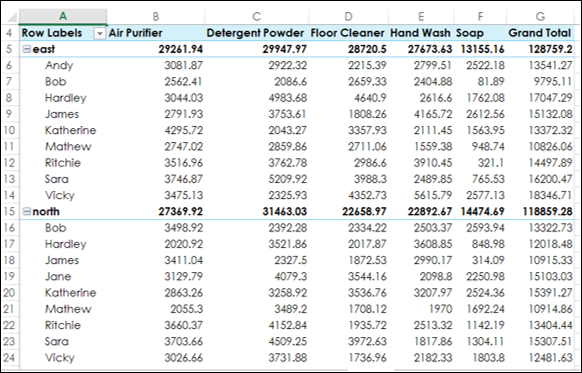 A B C D E F G
4 Row Labels Air Purifier Detergent Powder Floor Cleaner Hand Wash Soap Grand Total
5 east 29261.94 29947.97 28720.5 27673.63 13155.16 128759.2
6 Andy 3081.87 2922.32 2215.39 2799.51 2522.18 13541.27
7 Bob 2562.41 2086.6 2659.33 2404.88 81.89 9795.11
8 Hardley 3044.03 4983.68 4640.9 2616.6 1762.08 17047.29
9 James 2791.93 3753.61 1808.26 4165.72 2612.56 15132.08
10 Katherine 4295.72 2043.27 3357.93 2111.45 1563.95 13372.32
11 Mathew 2747.02 2859.86 2711.06 1559.38 948.74 10826.06
12 Ritchie 3516.96 3762.78 2986.6 3910.45 321.1 14497.89
13 Sara 3746.87 5209.92 3988.3 2489.85 765.53 16200.47
14 Vicky 3475.13 2325.93 4352.73 5615.79 2577.13 18346.71
15 north 27369.92 31463.03 22658.97 22892.67 14474.69 118859.28
16 Bob 3498.92 2392.28 2334.22 2503.37 2593.94 13322.73
17 Hardley 2020.92 3521.86 2017.87 3608.85 848.98 12018.48
18 James 3411.04 2327.5 1872.53 2990.17 314.09 10915.33
19 Jane 3129.79 4079.3 3544.16 2098.8 2250.98 15103.03
20 Katherine 2863.26 3258.92 3536.76 3207.97 2524.36 15391.27
21 Mathew 2055.3 3489.2 1708.12 1970 1692.24 10914.86
22 Ritchie 3660.37 4152.84 1935.72 2513.32 1142.19 13404.44
23 Sara 3703.66 4509.25 3972.63 1817.86 1304.11 15307.51
24 Vicky 3026.66 3731.88 1736.96 2182.33 1803.8 12481.63